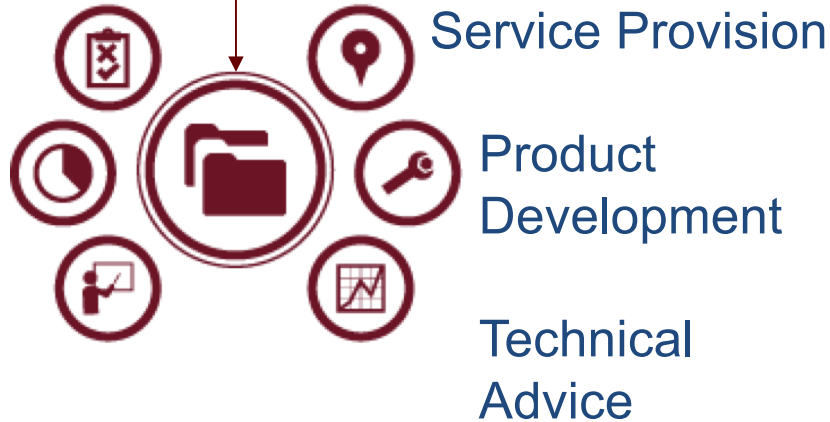 Service Provision
Product
Development
Technical
Advice